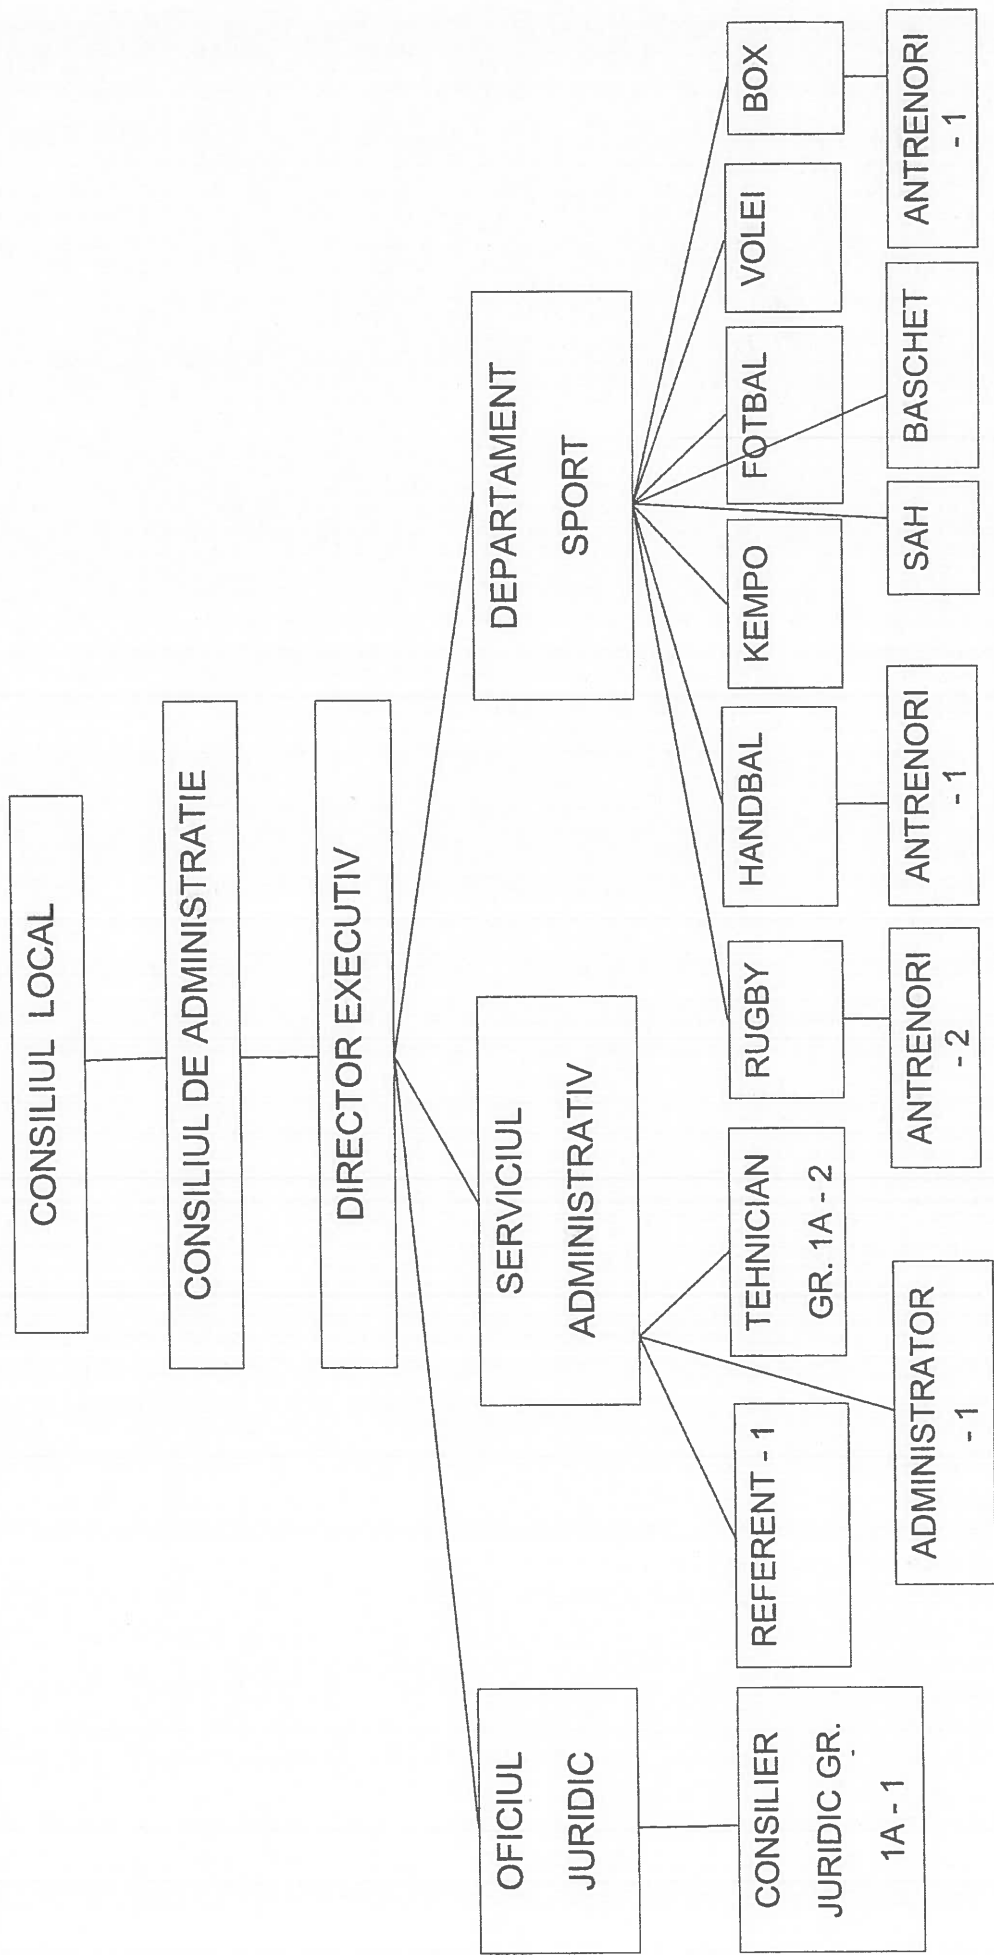 CONSILIUL LOCAL
CONSILIUL DE ADMINISTRATIE
DIRECTOR EXECUTIV
OFICIUL
JURIDIC
SERVICIUL
ADMINISTRATIV
DEPARTAMENT
SPORT
CONSILIER
JURIDIC GR.
1A - 1
REFERENT - 1
TEHNICIAN
GR. 1A - 2
RUGBY
HANDBAL
KEMPO
FOTBAL
VOLEI
BOX
ADMINISTRATOR
- 1
ANTRENORI
- 2
ANTRENORI
- 1
SAH
BASCHET
ANTRENORI
- 1